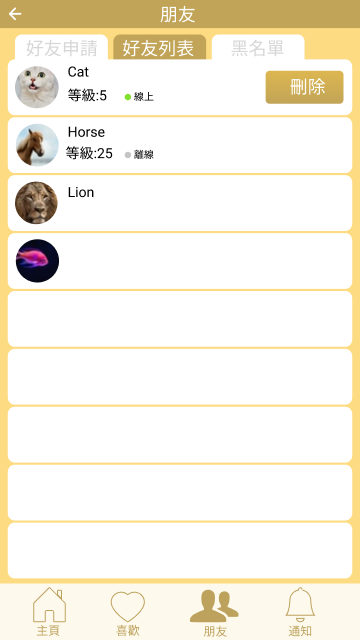 朋友
好友申請 好友列表 黑名單
Cat
等級:5 線上 刪除
Horse
等級:25 離線
Lion
主頁 喜歡 朋友 通知